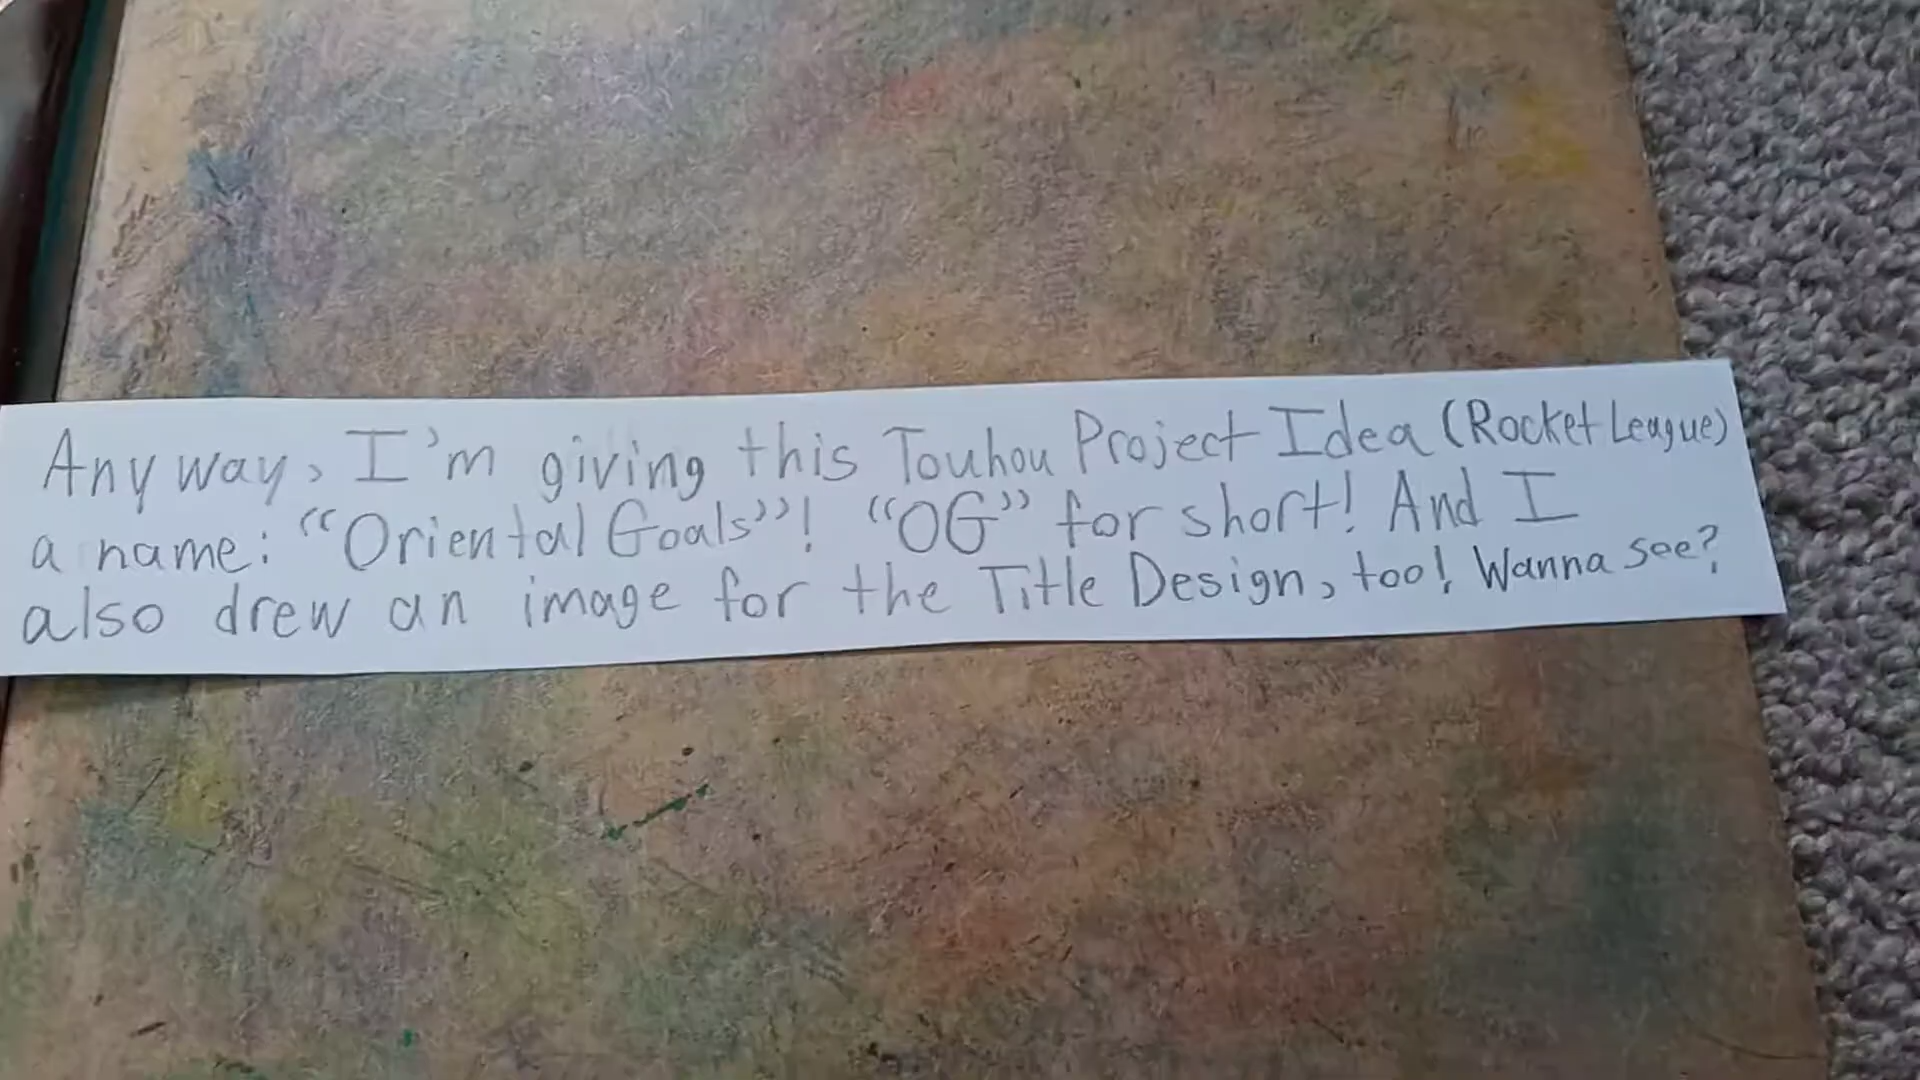 Anyway, I'm giving this Touhou Project Idea (Rocket League)
a name: "Oriental Goals"! "OG" for short! And I
also drew an image for the Title Design, too! Wanna see?